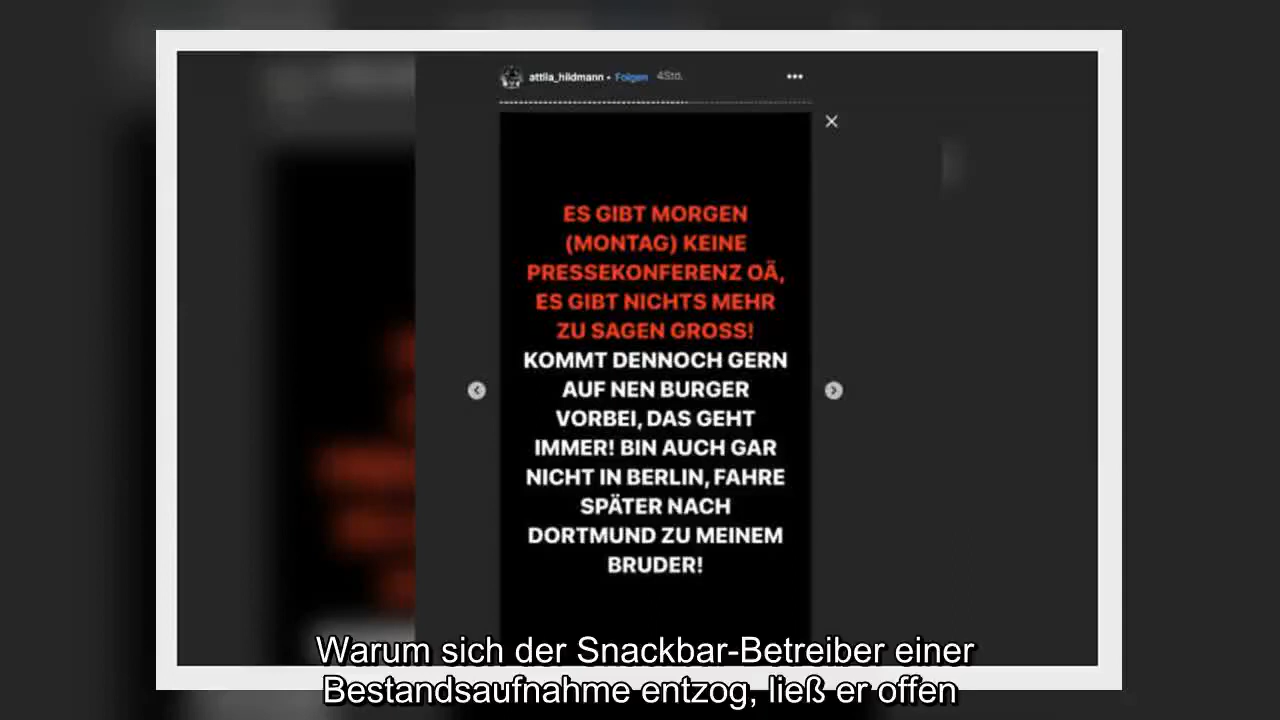 attila_hildmann • Folgen 4Std. •••
ES GIBT MORGEN
(MONTAG) KEINE
PRESSEKONFERENZ OÄ,
ES GIBT NICHTS MEHR
ZU SAGEN GROSS!
KOMMT DENNOCH GERN
AUF NEN BURGER
VORBEI, DAS GEHT
IMMER! BIN AUCH GAR
NICHT IN BERLIN, FAHRE
SPÄTER NACH
DORTMUND ZU MEINEM
BRUDER!
Warum sich der Snackbar-Betreiber einer
Bestandsaufnahme entzog, ließ er offen